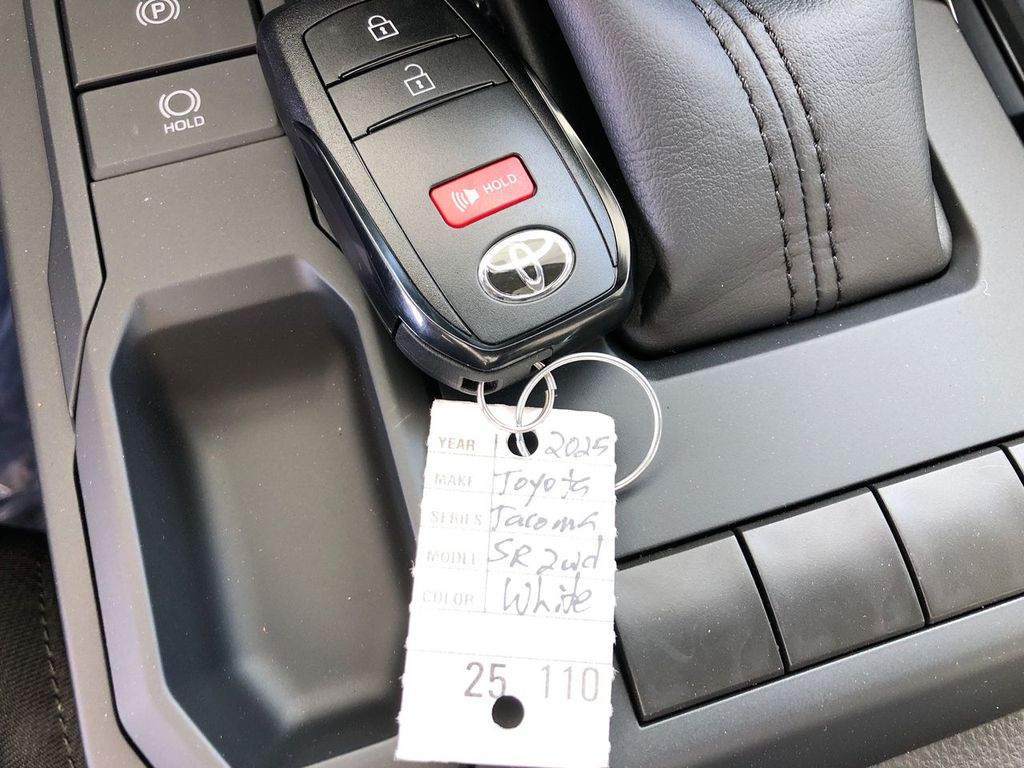 P
HOLD
HOLD
YEAR 2025
MAKE Toyota
SERIES Tacoma
MODEL SR 2wd
COLOR White
25 110